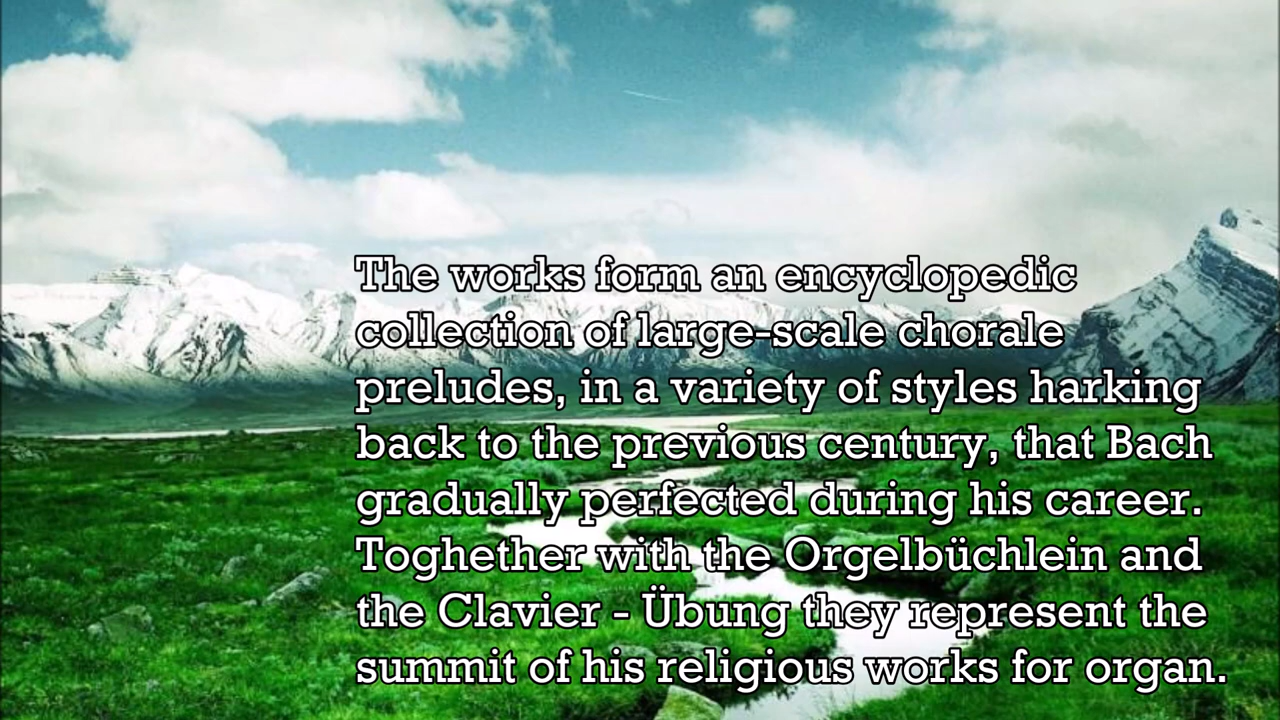 The works form an encyclopedic
collection of large-scale chorale
preludes, in a variety of styles harking
back to the previous century, that Bach
gradually perfected during his career.
Toghether with the Orgelbüchlein and
the Clavier - Übung they represent the
summit of his religious works for organ.